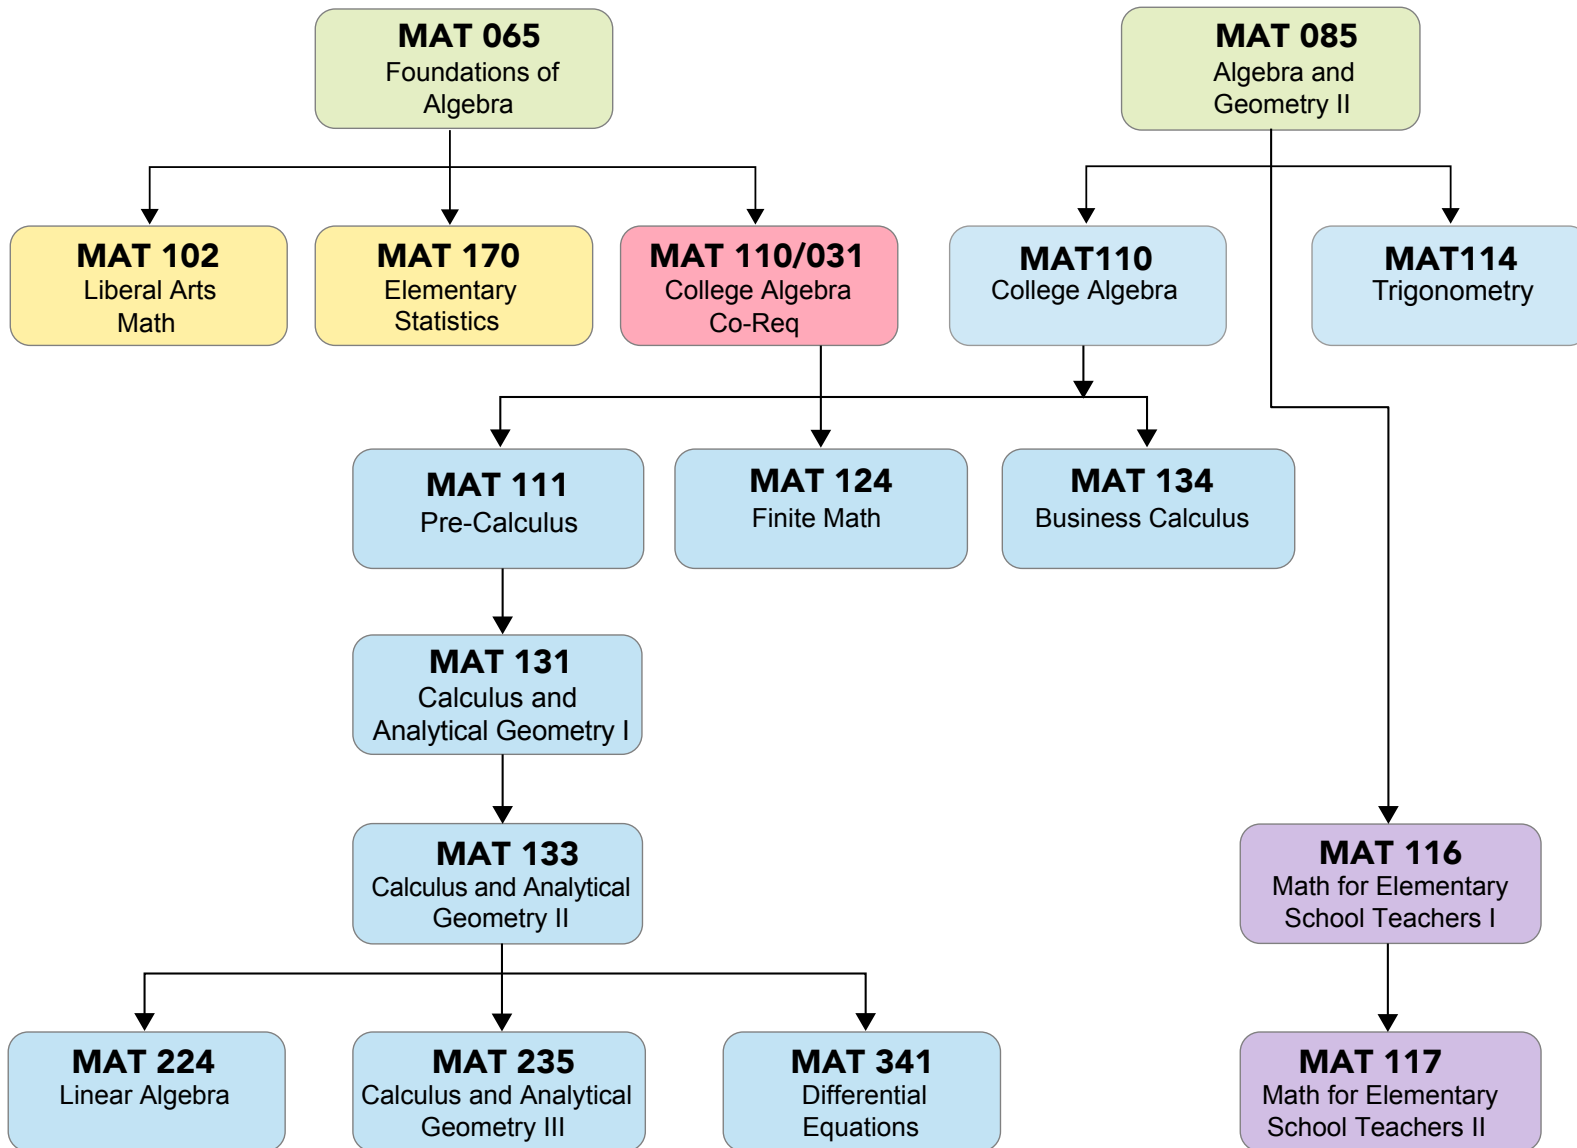 MAT 065
Foundations of
Algebra
MAT 085
Algebra and
Geometry II
MAT 102
Liberal Arts
Math
MAT 170
Elementary
Statistics
MAT 110/031
College Algebra
Co-Req
MAT110
College Algebra
MAT114
Trigonometry
MAT 111
Pre-Calculus
MAT 124
Finite Math
MAT 134
Business Calculus
MAT 131
Calculus and
Analytical Geometry I
MAT 133
Calculus and Analytical
Geometry II
MAT 116
Math for Elementary
School Teachers I
MAT 224
Linear Algebra
MAT 235
Calculus and Analytical
Geometry III
MAT 341
Differential
Equations
MAT 117
Math for Elementary
School Teachers II